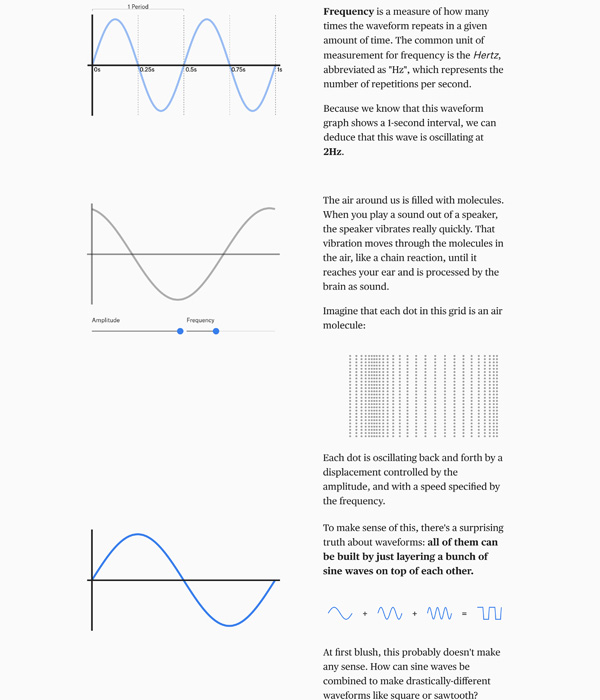 1 Period
0s
0.25s
0.5s
0.75s
1s
Frequency is a measure of how many
times the waveform repeats in a given
amount of time. The common unit of
measurement for frequency is the Hertz,
abbreviated as "Hz", which represents the
number of repetitions per second.
Because we know that this waveform
graph shows a 1-second interval, we can
deduce that this wave is oscillating at
2Hz.
The air around us is filled with molecules.
When you play a sound out of a speaker,
the speaker vibrates really quickly. That
vibration moves through the molecules in
the air, like a chain reaction, until it
reaches your ear and is processed by the
brain as sound.
Imagine that each dot in this grid is an air
molecule:
Amplitude
Frequency
Each dot is oscillating back and forth by a
displacement controlled by the
amplitude, and with a speed specified by
the frequency.
To make sense of this, there's a surprising
truth about waveforms: all of them can
be built by just layering a bunch of
sine waves on top of each other.
+ + =
At first blush, this probably doesn't make
any sense. How can sine waves be
combined to make drastically-different
waveforms like square or sawtooth?